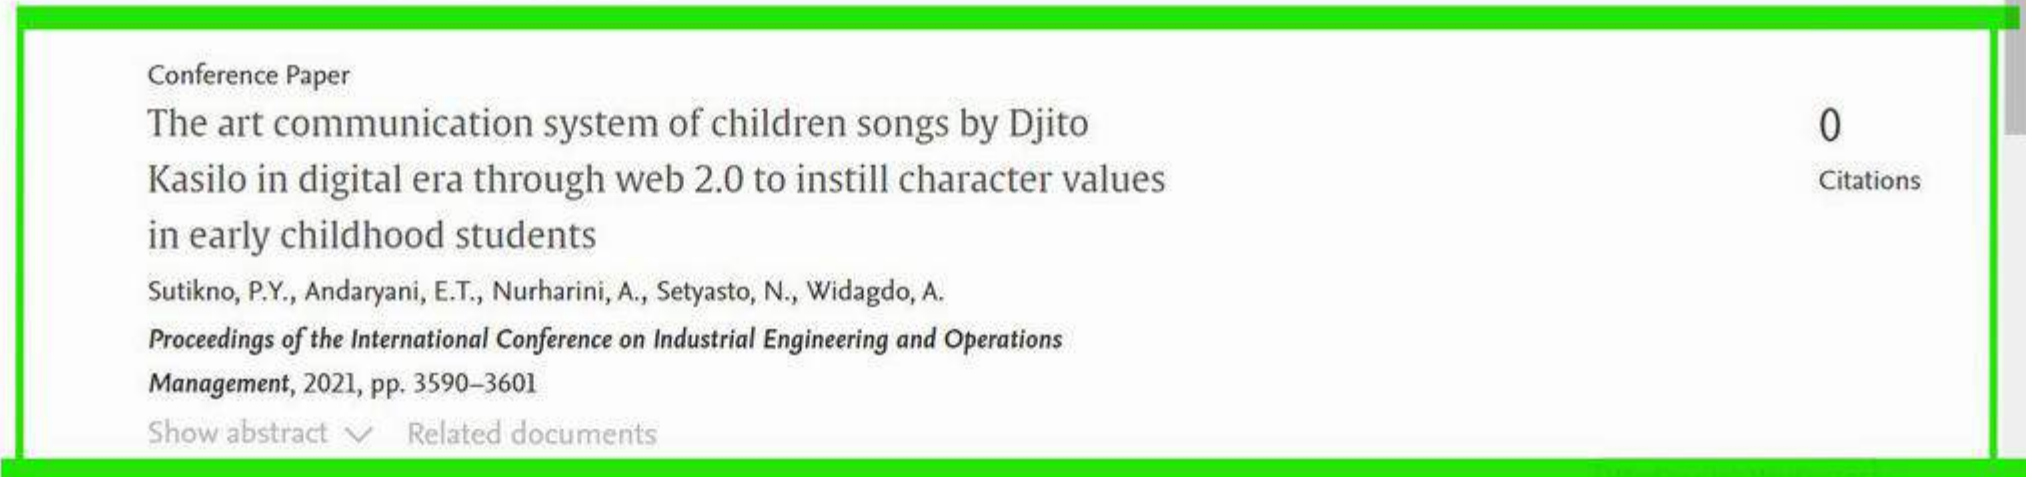 Conference Paper
The art communication system of children songs by Djito
Kasilo in digital era through web 2.0 to instill character values
in early childhood students
0
Citations
Sutikno, P.Y., Andaryani, E.T., Nurharini, A., Setyasto, N., Widagdo, A.
Proceedings of the International Conference on Industrial Engineering and Operations
Management, 2021, pp. 3590–3601
Show abstract
Related documents